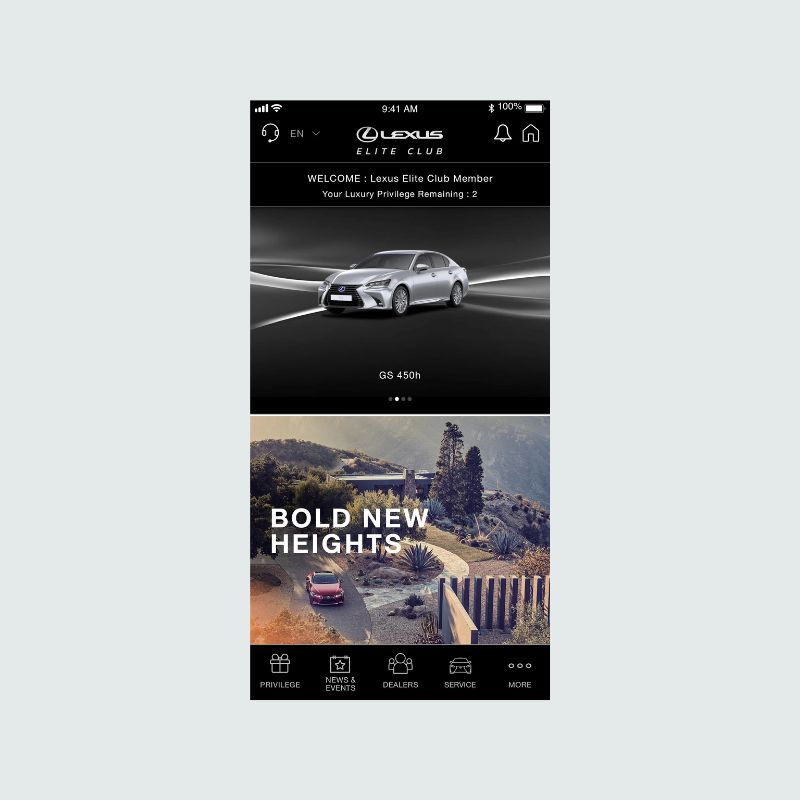 9:41 AM
100%
EN
LEXUS
ELITE CLUB
WELCOME : Lexus Elite Club Member
Your Luxury Privilege Remaining : 2
GS 450h
BOLD NEW
HEIGHTS
PRIVILEGE
NEWS &
EVENTS
DEALERS
SERVICE
MORE